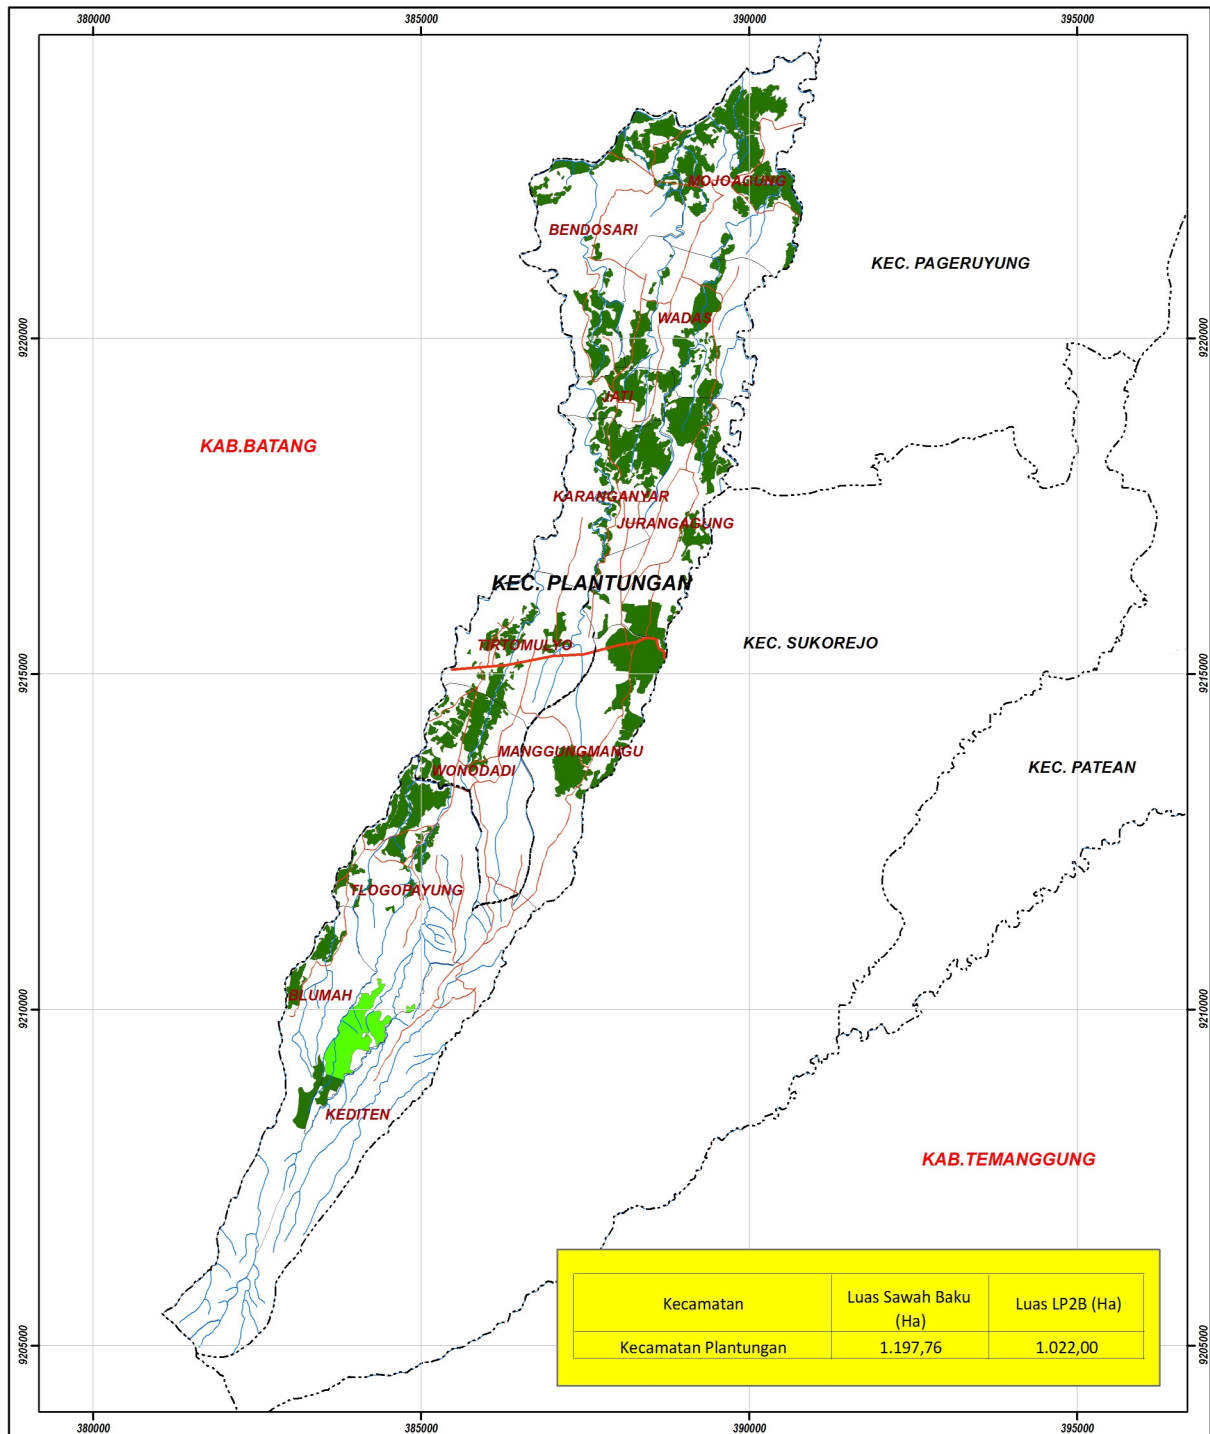 380000
385000
390000
395000
MOJOAGUNG
BENDOSARI
KEC. PAGERUYUNG
WADAS
9220000
9220000
JATI
KAB.BATANG
KARANGANYAR
JURANGAGUNG
KEC. PLANTUNGAN
TIRTOMULYO
KEC. SUKOREJO
9215000
9215000
MANGGUNGMANGU
WONODADI
KEC. PATEAN
TLOGOPAYUNG
BLUMAH
9210000
9210000
KEDITEN
KAB.TEMANGGUNG
Kecamatan
Luas Sawah Baku
(Ha)
Luas LP2B (Ha)
Kecamatan Plantungan
1.197,76
1.022,00
9205000
9205000
380000
385000
390000
395000